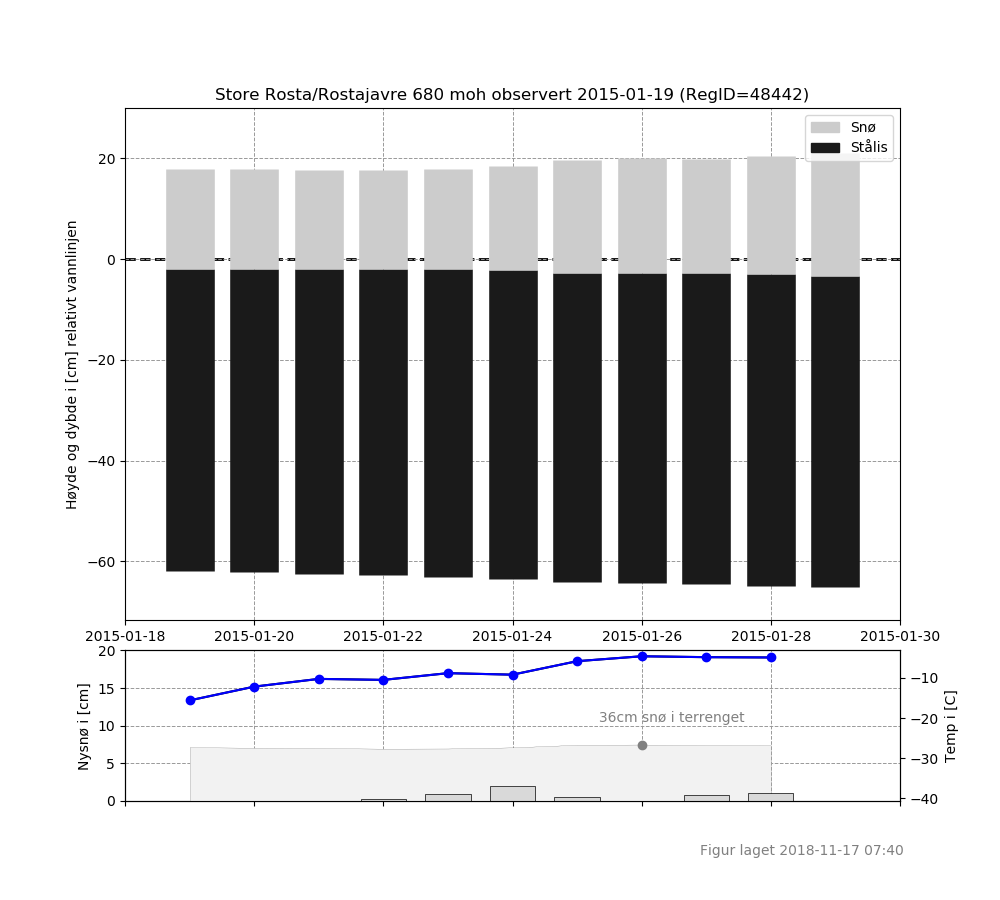 Store Rosta/Rostajavre 680 moh observert 2015-01-19 (RegID=48442)
Snø
Stålis
20
0
−20
−40
−60
Høyde og dybde i [cm] relativt vannlinjen
2015-01-18 2015-01-20 2015-01-22 2015-01-24 2015-01-26 2015-01-28 2015-01-30
20
15
10
5
0
Nysnø i [cm]
36cm snø i terrenget
−10
−20
−30
−40
Temp i [C]
Figur laget 2018-11-17 07:40